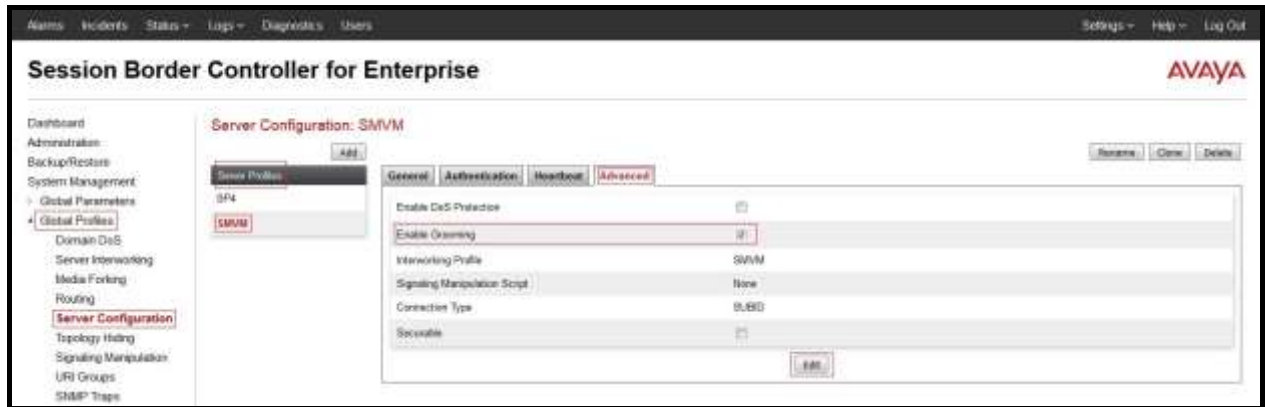 Alarms Incidents Status Logs Diagnostics Users Settings Help Log Out
Session Border Controller for Enterprise
AVAYA
Dashboard
Administration
Backup/Restore
System Management
Global Parameters
Global Profiles
Domain DoS
Server Interworking
Media Forking
Routing
Server Configuration
Topology Hiding
Signaling Manipulation
URI Groups
SNMP Traps
Server Configuration: SMVM
Add
Rename Clone Delete
Server Profiles
SP4
SMVM
General Authentication Heartbeat Advanced
Enable DoS Protection
Enable Grooming
Interworking Profile SMVM
Signaling Manipulation Script None
Connection Type SUBID
Securable
Edit